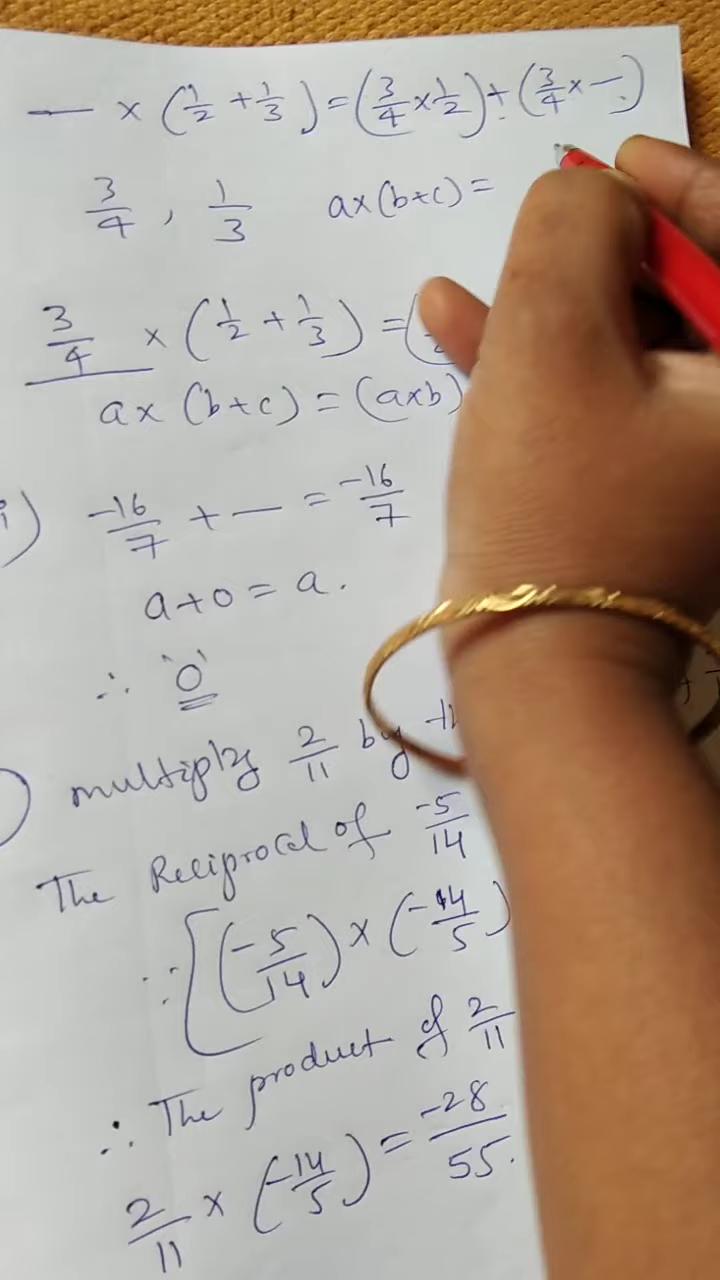 — × (1/2 + 1/3) = (3/4 × 1/2) + (3/4 × —)
3/4 , 1/3 a×(b+c) =
3/4 × (1/2 + 1/3) = (
a× (b+c) = (a×b)
i) -16/7 + — = -16/7
a+0 = a.
∴ '0'
) multiply 2/11 by
The Reciprocal of -5/14
∵ [(-5/14) × (-14/5)
∴ The product of 2/11
2/11 × (-14/5) = -28/55.